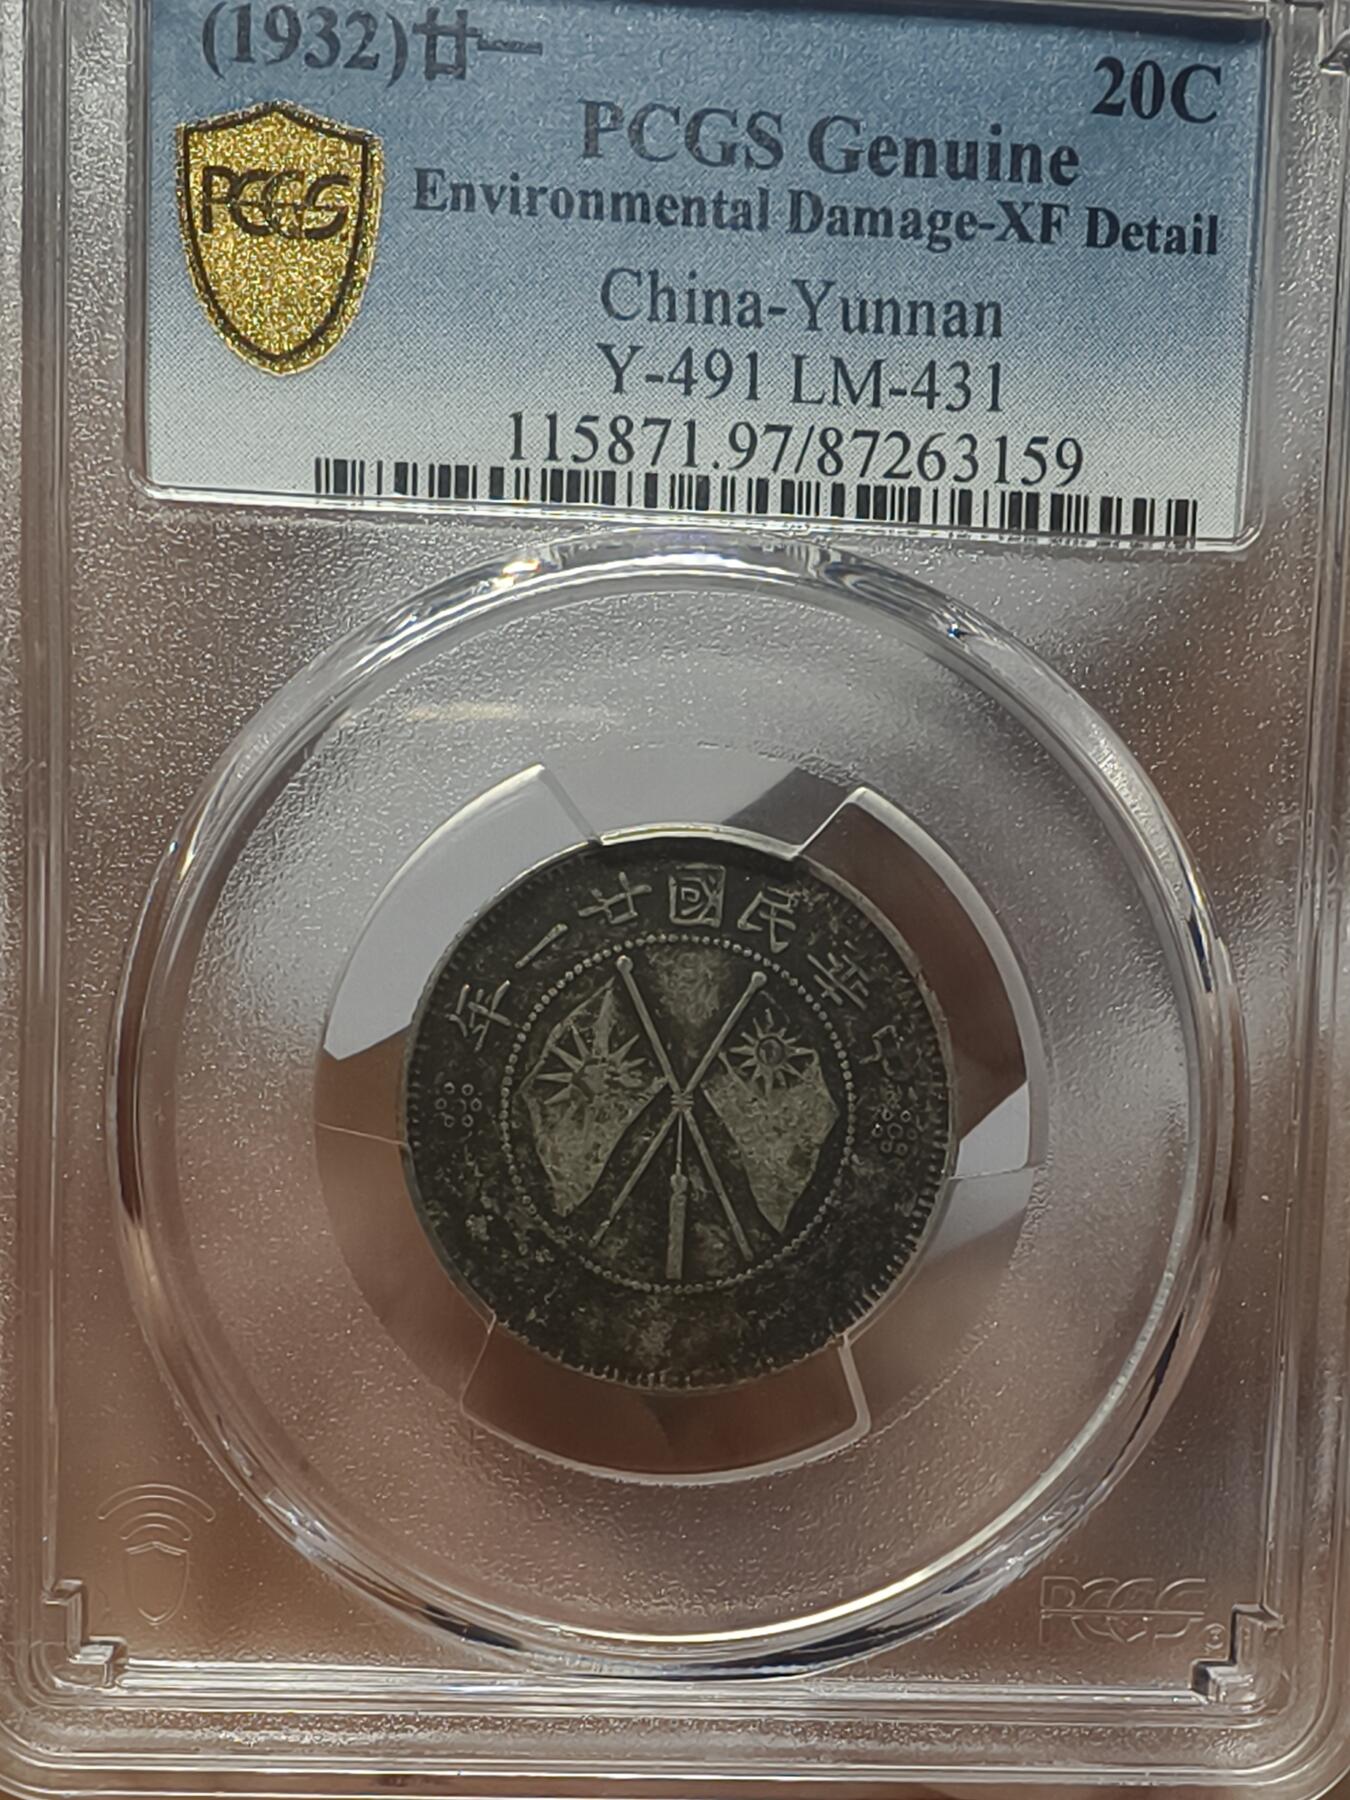 (1932)廿一
20C
PCGS Genuine
PCGS
Environmental Damage-XF Detail
China-Yunnan
Y-491 LM-431
115871.97/87263159
年一廿國民華中
PCGS